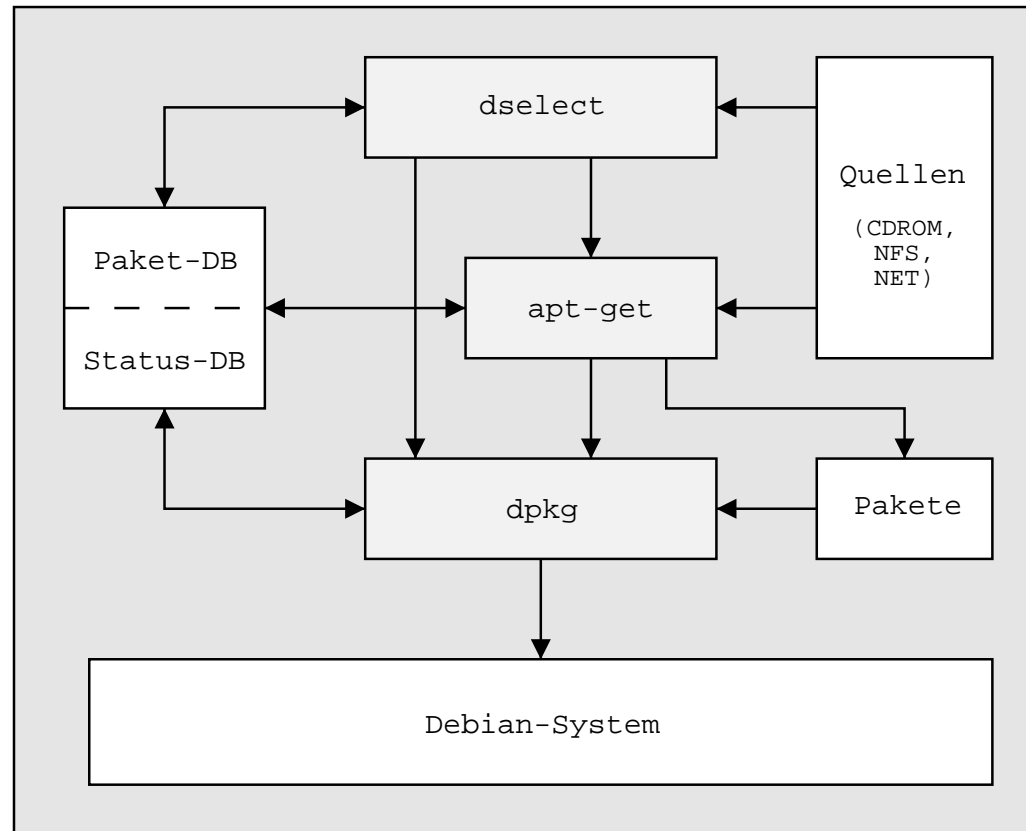 dselect
Quellen
(CDROM,
NFS,
NET)
Paket-DB
Status-DB
apt-get
dpkg
Pakete
Debian-System